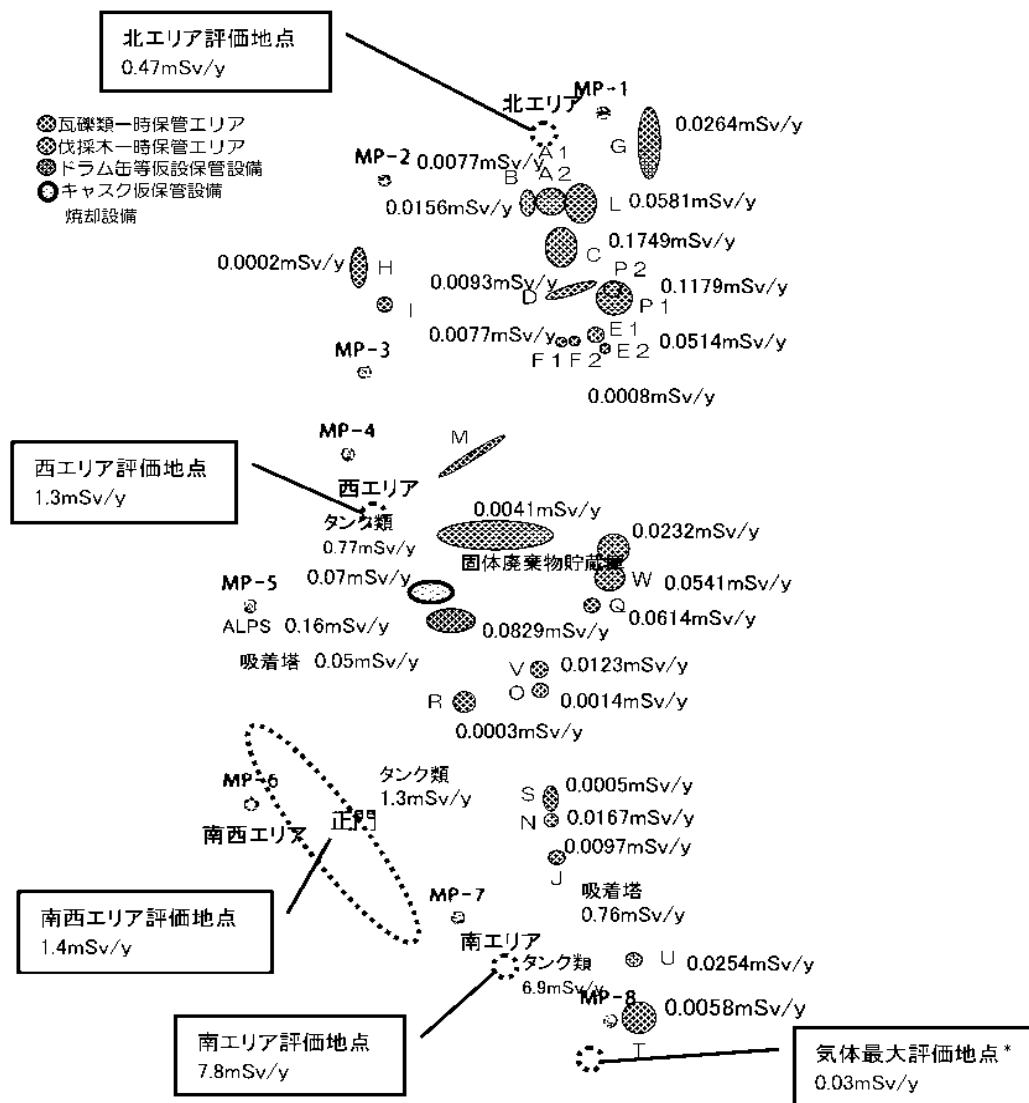 北エリア評価地点
0.47mSv/y
瓦礫類一時保管エリア
伐採木一時保管エリア
ドラム缶等仮設保管設備
キャスク仮保管設備
焼却設備
MP-1
北エリア
G
0.0264mSv/y
MP-2
0.0077mSv/y
A1
A2
B
0.0156mSv/y
L
0.0581mSv/y
C
0.1749mSv/y
0.0002mSv/y
H
I
0.0093mSv/y
D
P2
0.1179mSv/y
P1
0.0077mSv/y
E1
0.0514mSv/y
F1
F2
E2
MP-3
0.0008mSv/y
MP-4
M
西エリア評価地点
1.3mSv/y
西エリア
タンク類
0.77mSv/y
0.0041mSv/y
0.0232mSv/y
固体廃棄物貯蔵庫
0.07mSv/y
W
0.0541mSv/y
MP-5
Q
0.0614mSv/y
ALPS 0.16mSv/y
0.0829mSv/y
吸着塔 0.05mSv/y
V
0.0123mSv/y
O
0.0014mSv/y
R
0.0003mSv/y
タンク類
1.3mSv/y
MP-6
正門
南西エリア
S
0.0005mSv/y
N
0.0167mSv/y
0.0097mSv/y
J
南西エリア評価地点
1.4mSv/y
MP-7
吸着塔
0.76mSv/y
南エリア
タンク類
6.9mSv/y
U
0.0254mSv/y
MP-8
0.0058mSv/y
T
南エリア評価地点
7.8mSv/y
気体最大評価地点*
0.03mSv/y